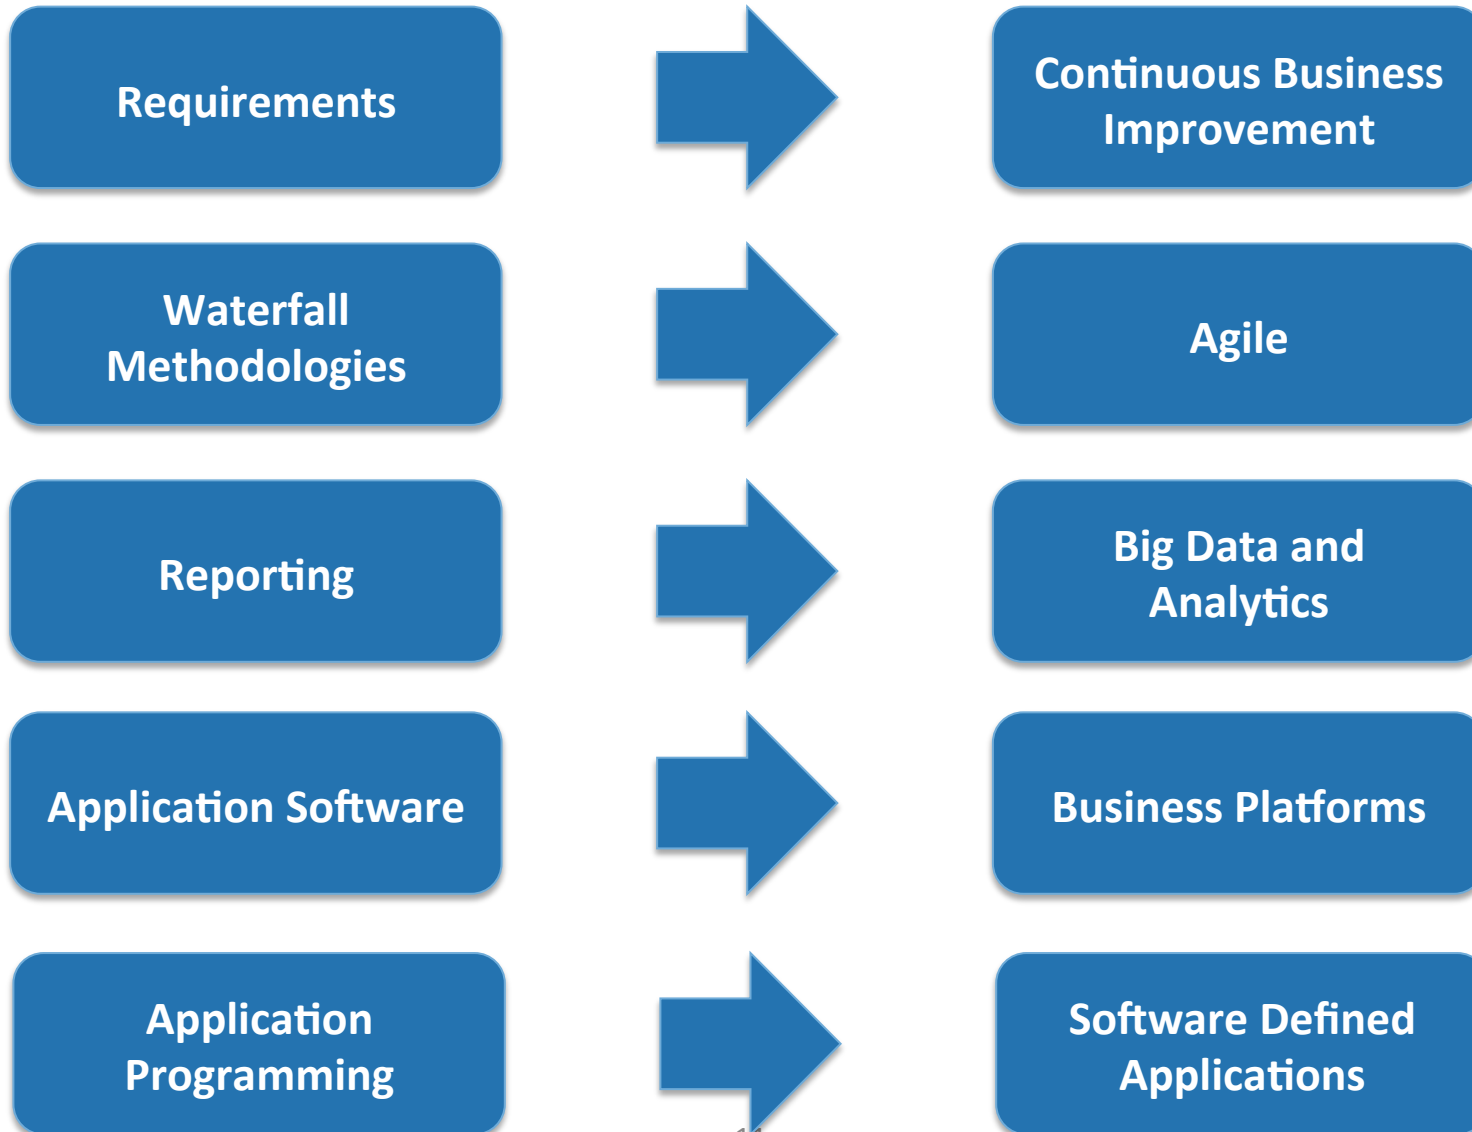 Requirements
Continuous Business
Improvement
Waterfall
Methodologies
Agile
Reporting
Big Data and
Analytics
Application Software
Business Platforms
Application
Programming
Software Defined
Applications